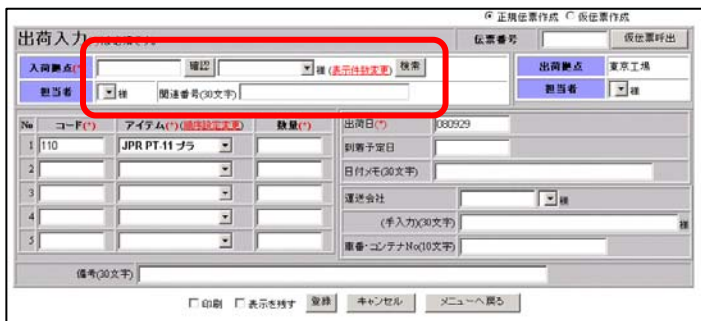 正規伝票作成 仮伝票作成
出荷入力 伝票番号 仮伝票呼出
入荷拠点(*) 確認 様 (表示件数変更) 検索 出荷拠点 東京工場
担当者 様 関連番号(30文字) 担当者 様
No コード(*) アイテム(*)(順序設定変更) 数量(*) 出荷日(*) 080929
1 110 JPR PT-11 プラ 到着予定日
2 日付メモ(30文字)
3 運送会社 様
4 (手入力)(30文字) 様
5 車番・コンテナNo(10文字)
備考(30文字)
印刷 表示を残す 登録 キャンセル メニューへ戻る